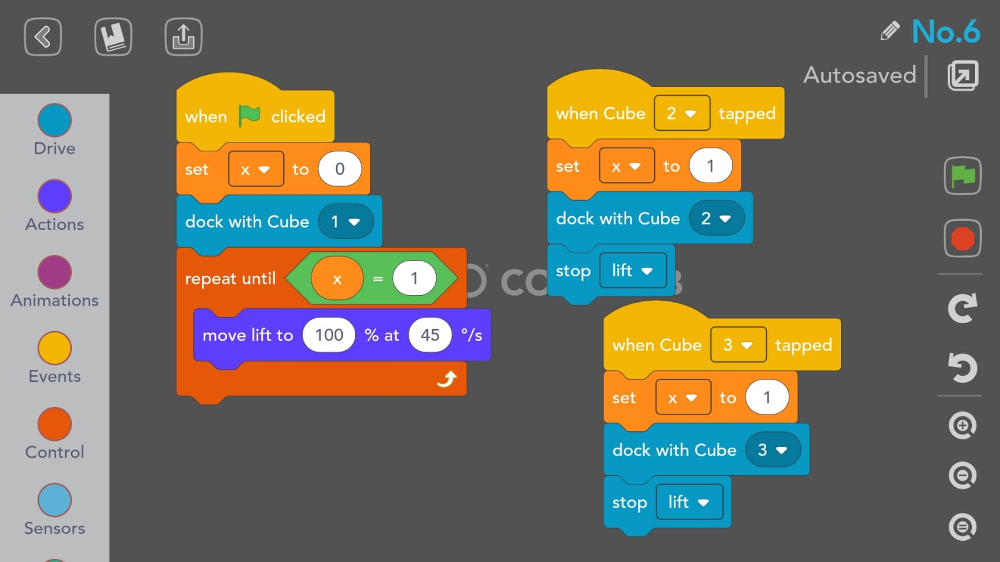 No.6
Autosaved
Drive
Actions
Animations
Events
Control
Sensors
when clicked
set x to 0
dock with Cube 1
repeat until x = 1
move lift to 100 % at 45 °/s
when Cube 2 tapped
set x to 1
dock with Cube 2
stop lift
when Cube 3 tapped
set x to 1
dock with Cube 3
stop lift